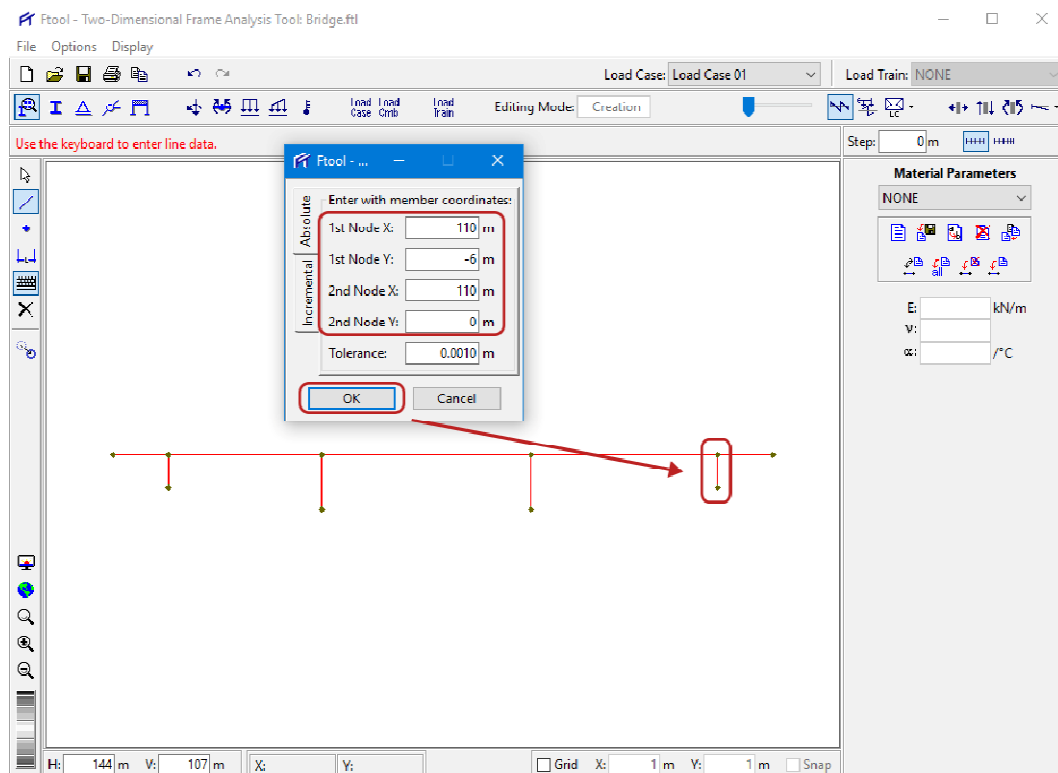 Ftool - Two-Dimensional Frame Analysis Tool: Bridge.ftl
File Options Display
Load Case: Load Case 01 Load Train: NONE
Load Case Load Cmb Load Train Editing Mode: Creation LC
Use the keyboard to enter line data. Step: 0 m
Ftool - ...
Material Parameters
NONE
Absolute
Incremental
Enter with member coordinates:
1st Node X: 110 m
1st Node Y: -6 m
2nd Node X: 110 m
2nd Node Y: 0 m
Tolerance: 0.0010 m
OK Cancel
all
E: kN/m
ν:
α: /°C
H: 144 m V: 107 m X: Y: Grid X: 1 m Y: 1 m Snap